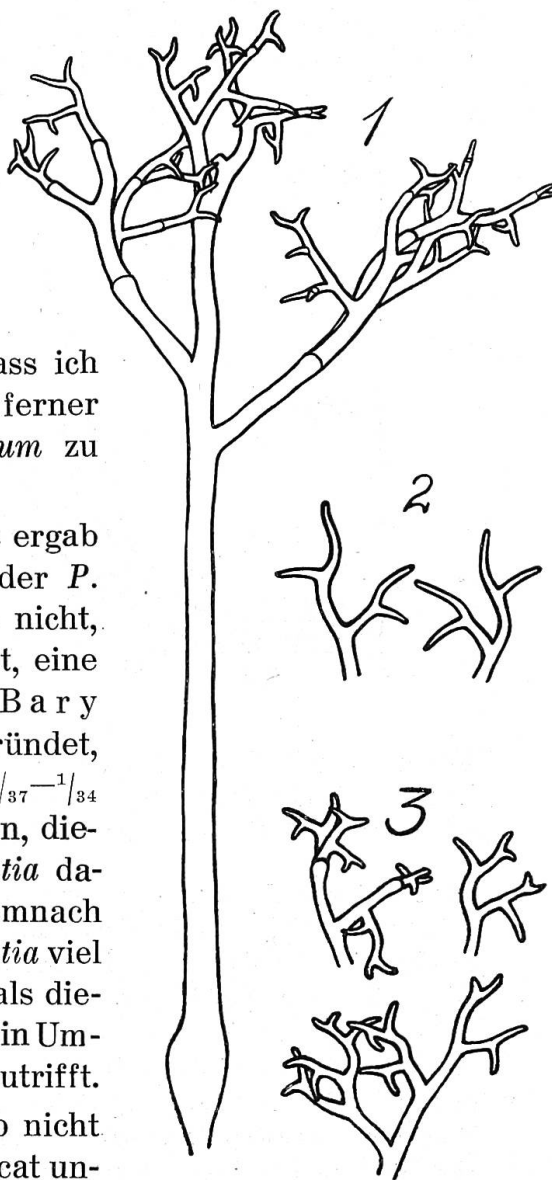 1
ass ich
ferner
um zu
ergab
der P.
nicht,
t, eine
Bary
ründet,
/37—1/34
n, die-
tia da-
mnach
tia viel
als die-
in Um-
utrifft.
nicht
cat un-
2
3